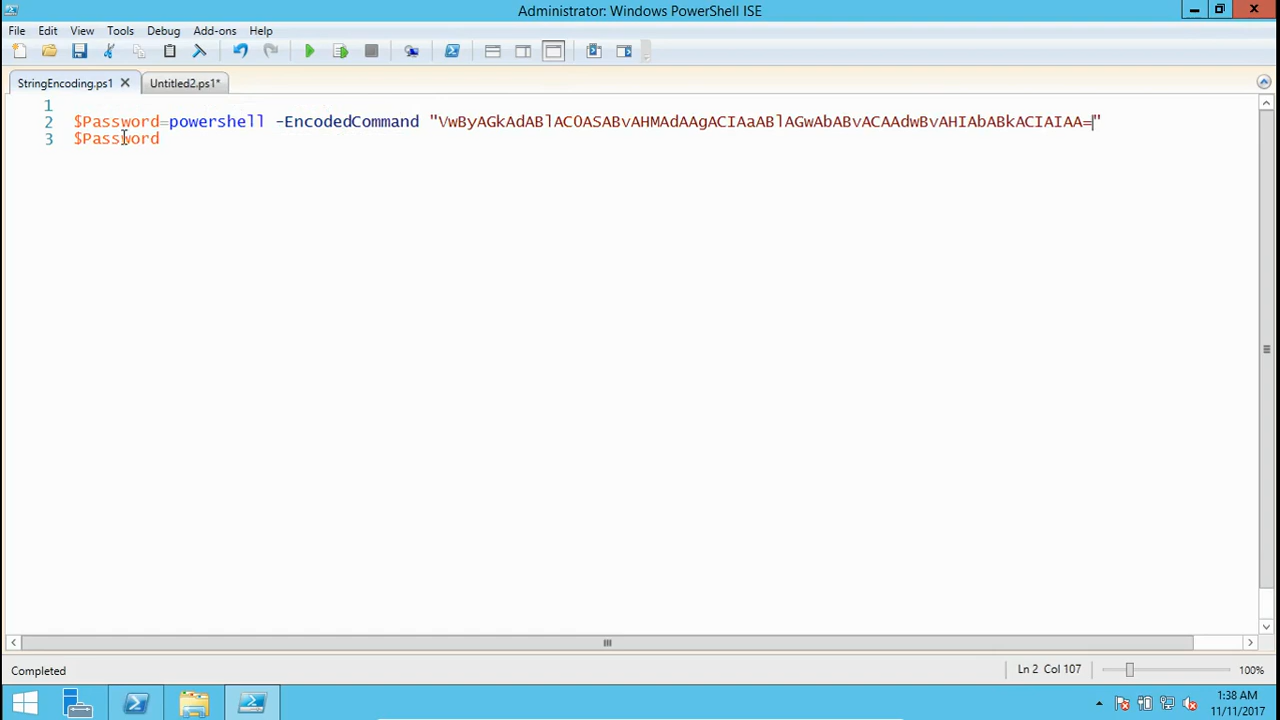 Administrator: Windows PowerShell ISE
File Edit View Tools Debug Add-ons Help
StringEncoding.ps1 Untitled2.ps1*
1
2 $Password=powershell -EncodedCommand "VwByAGkAdABlAC0ASABvAHMAdAAgACIAaABlAGwAbABvACAAdwBvAHIAbABkACIAIAA="
3 $Password
Completed Ln 2 Col 107 100%
1:38 AM
11/11/2017